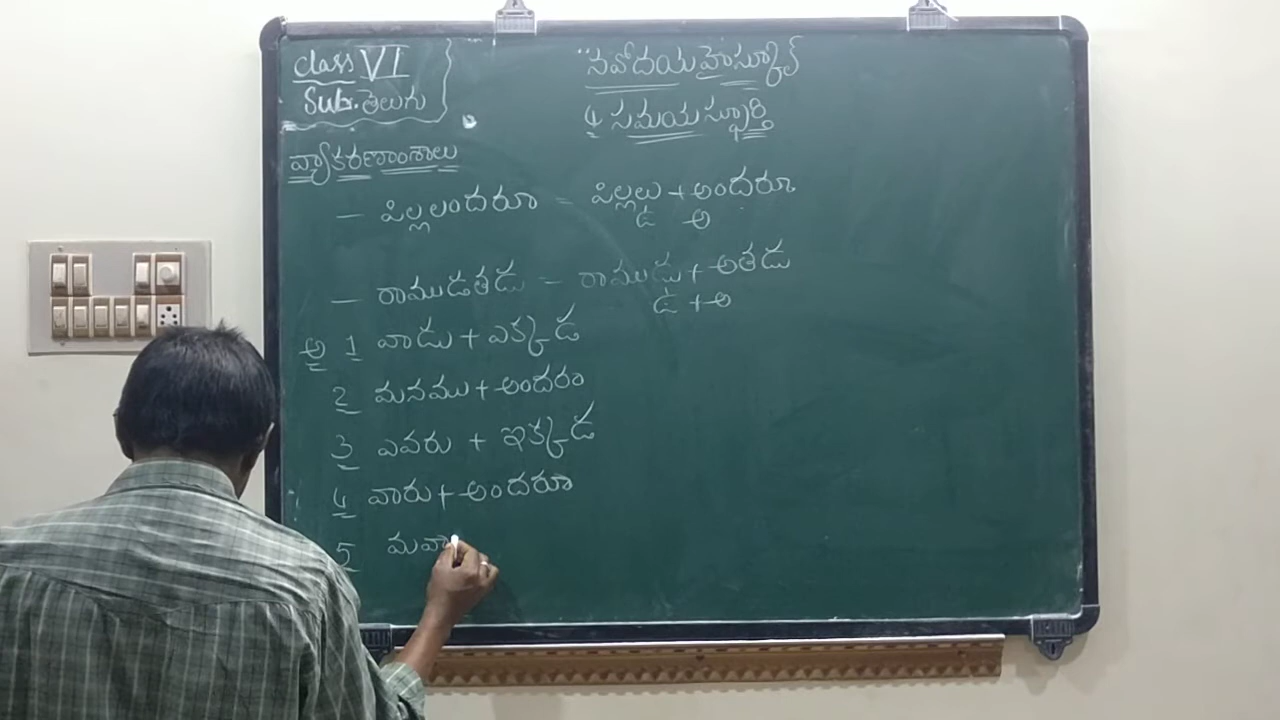 class VI
Sub. తెలుగు
"నవోదయ హైస్కూల్
4 సమయస్ఫూర్తి
వ్యాకరణాంశాలు
– పిల్లలందరూ = పిల్లలు + అందరూ
ఉ అ
– రాముడతడు – రాముడు + అతడు
ఉ + అ
అ 1 వాడు + ఎక్కడ
2 మనము + అందరం
3 ఎవరు + ఇక్కడ
4 వారు + అందరూ
5 మవా